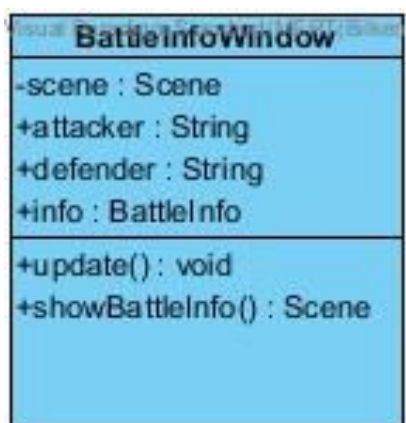 BattleInfoWindow
-scene : Scene
+attacker : String
+defender : String
+info : BattleInfo
+update() : void
+showBattleInfo() : Scene